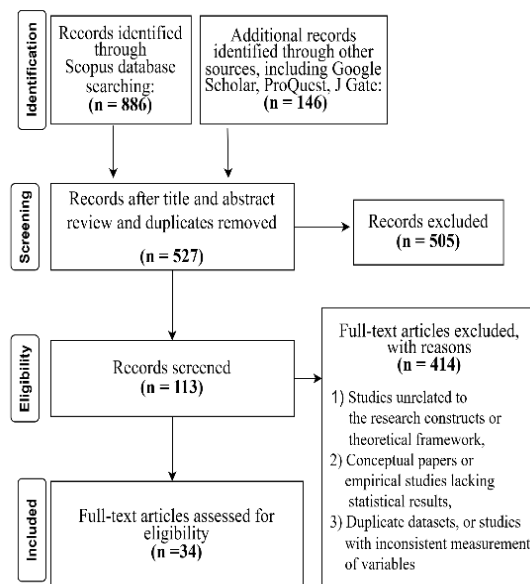 Identification
Records identified
through
Scopus database
searching:
(n = 886)
Additional records
identified through other
sources, including Google
Scholar, ProQuest, J Gate:
(n = 146)
Screening
Records after title and abstract
review and duplicates removed
(n = 527)
Records excluded
(n = 505)
Eligibility
Records screened
(n = 113)
Full-text articles excluded,
with reasons
(n = 414)
1) Studies unrelated to
the research constructs or
theoretical framework,
2) Conceptual papers or
empirical studies lacking
statistical results,
3) Duplicate datasets, or studies
with inconsistent measurement
of variables
Included
Full-text articles assessed for
eligibility
(n =34)